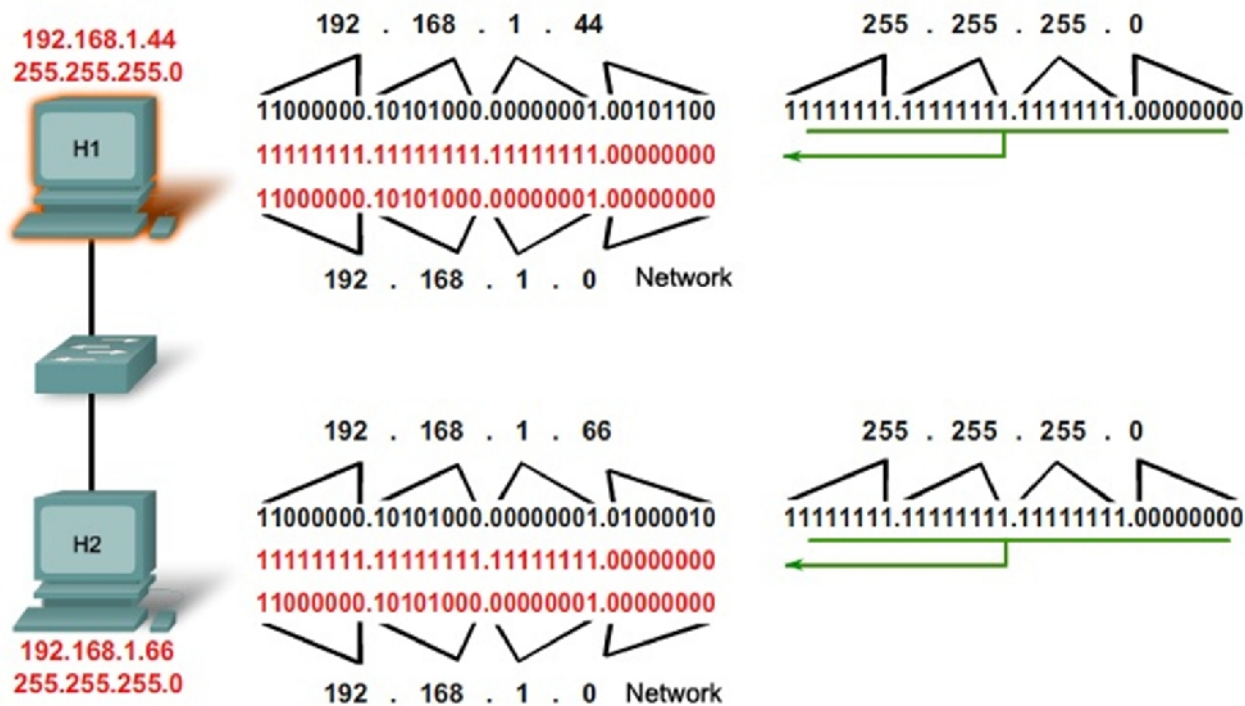 192.168.1.44
255.255.255.0
H1
192 . 168 . 1 . 44
11000000.10101000.00000001.00101100
11111111.11111111.11111111.00000000
11000000.10101000.00000001.00000000
192 . 168 . 1 . 0 Network
255 . 255 . 255 . 0
11111111.11111111.11111111.00000000
H2
192.168.1.66
255.255.255.0
192 . 168 . 1 . 66
11000000.10101000.00000001.01000010
11111111.11111111.11111111.00000000
11000000.10101000.00000001.00000000
192 . 168 . 1 . 0 Network
255 . 255 . 255 . 0
11111111.11111111.11111111.00000000